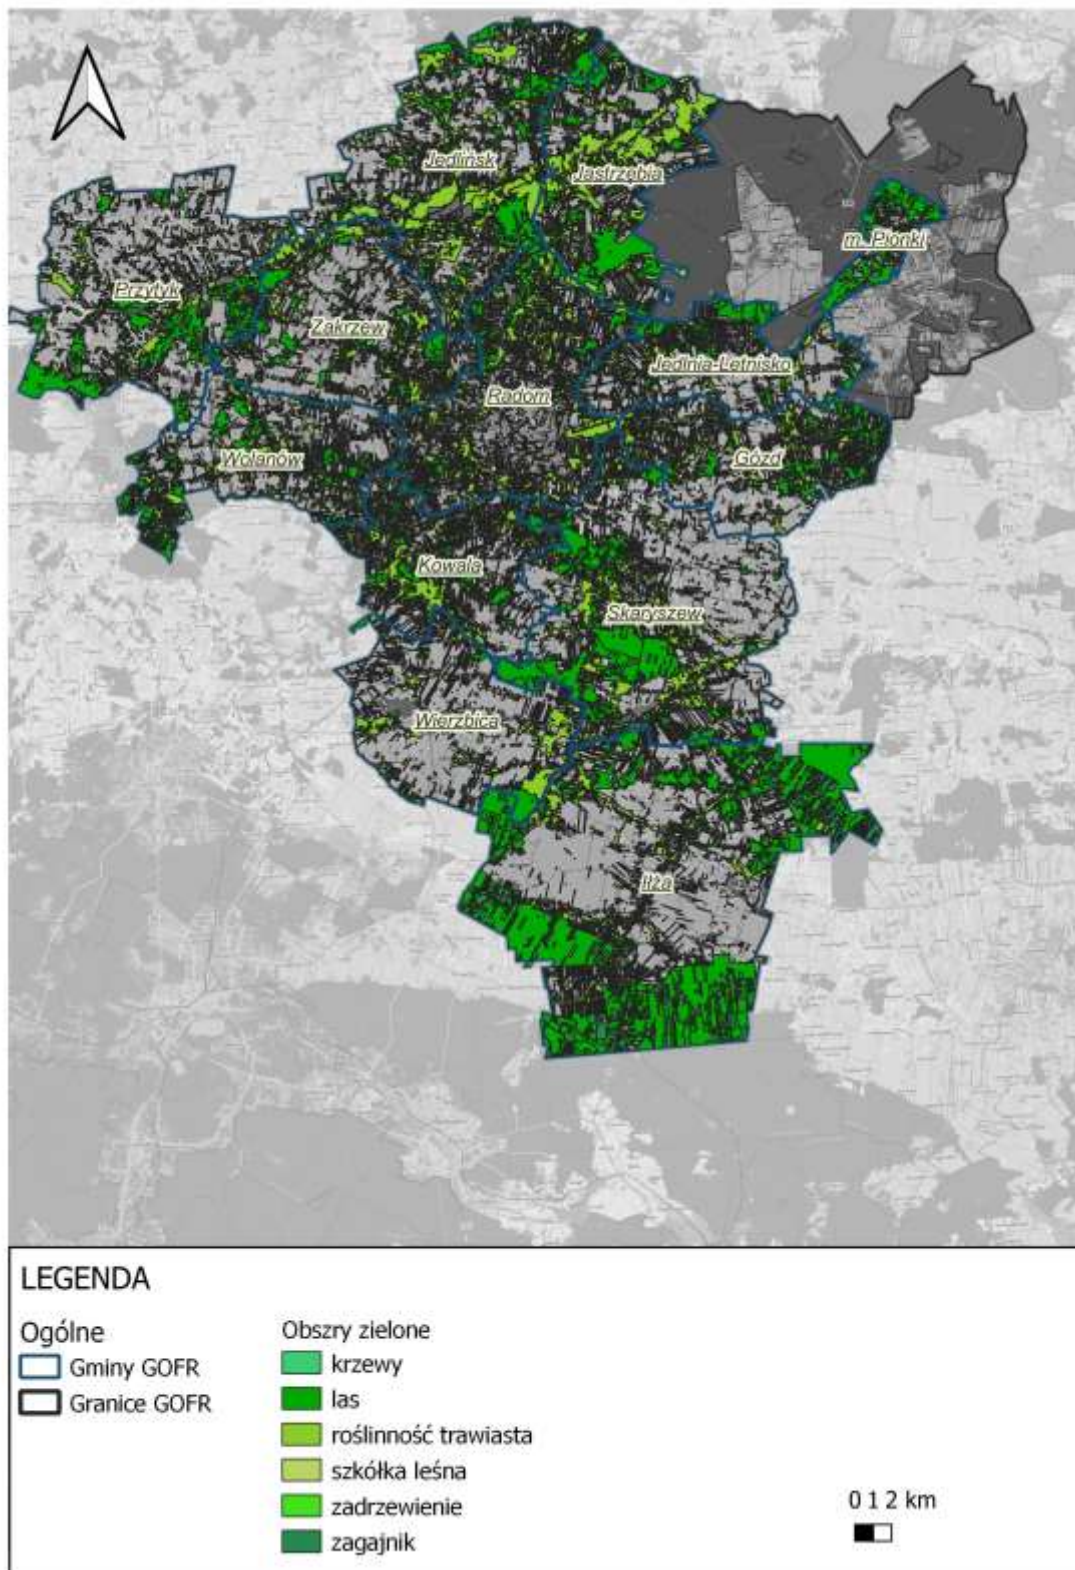 Jedlińsk
Jastrzębia
m. Pionki
Przytyk
Zakrzew
Jedlnia-Letnisko
Radom
Wolanów
Gózd
Kowala
Skaryszew
Wierzbica
Iłża
LEGENDA
Ogólne
Gminy GOFR
Granice GOFR
Obszry zielone
krzewy
las
roślinność trawiasta
szkółka leśna
zadrzewienie
zagajnik
0 1 2 km